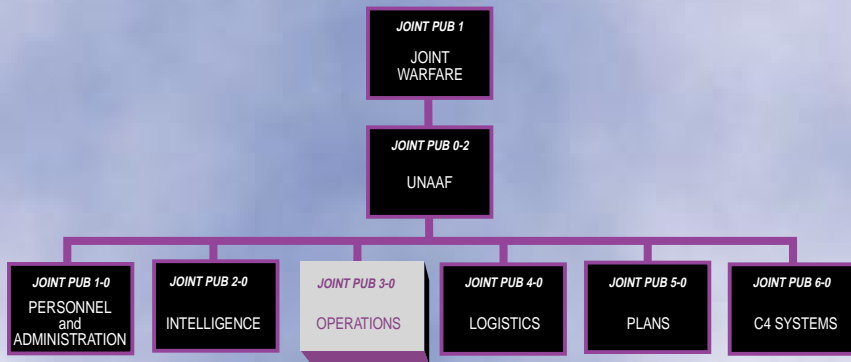 JOINT PUB 1
JOINT
WARFARE
JOINT PUB 0-2
UNAAF
JOINT PUB 1-0
PERSONNEL
and
ADMINISTRATION
JOINT PUB 2-0
INTELLIGENCE
JOINT PUB 3-0
OPERATIONS
JOINT PUB 4-0
LOGISTICS
JOINT PUB 5-0
PLANS
JOINT PUB 6-0
C4 SYSTEMS